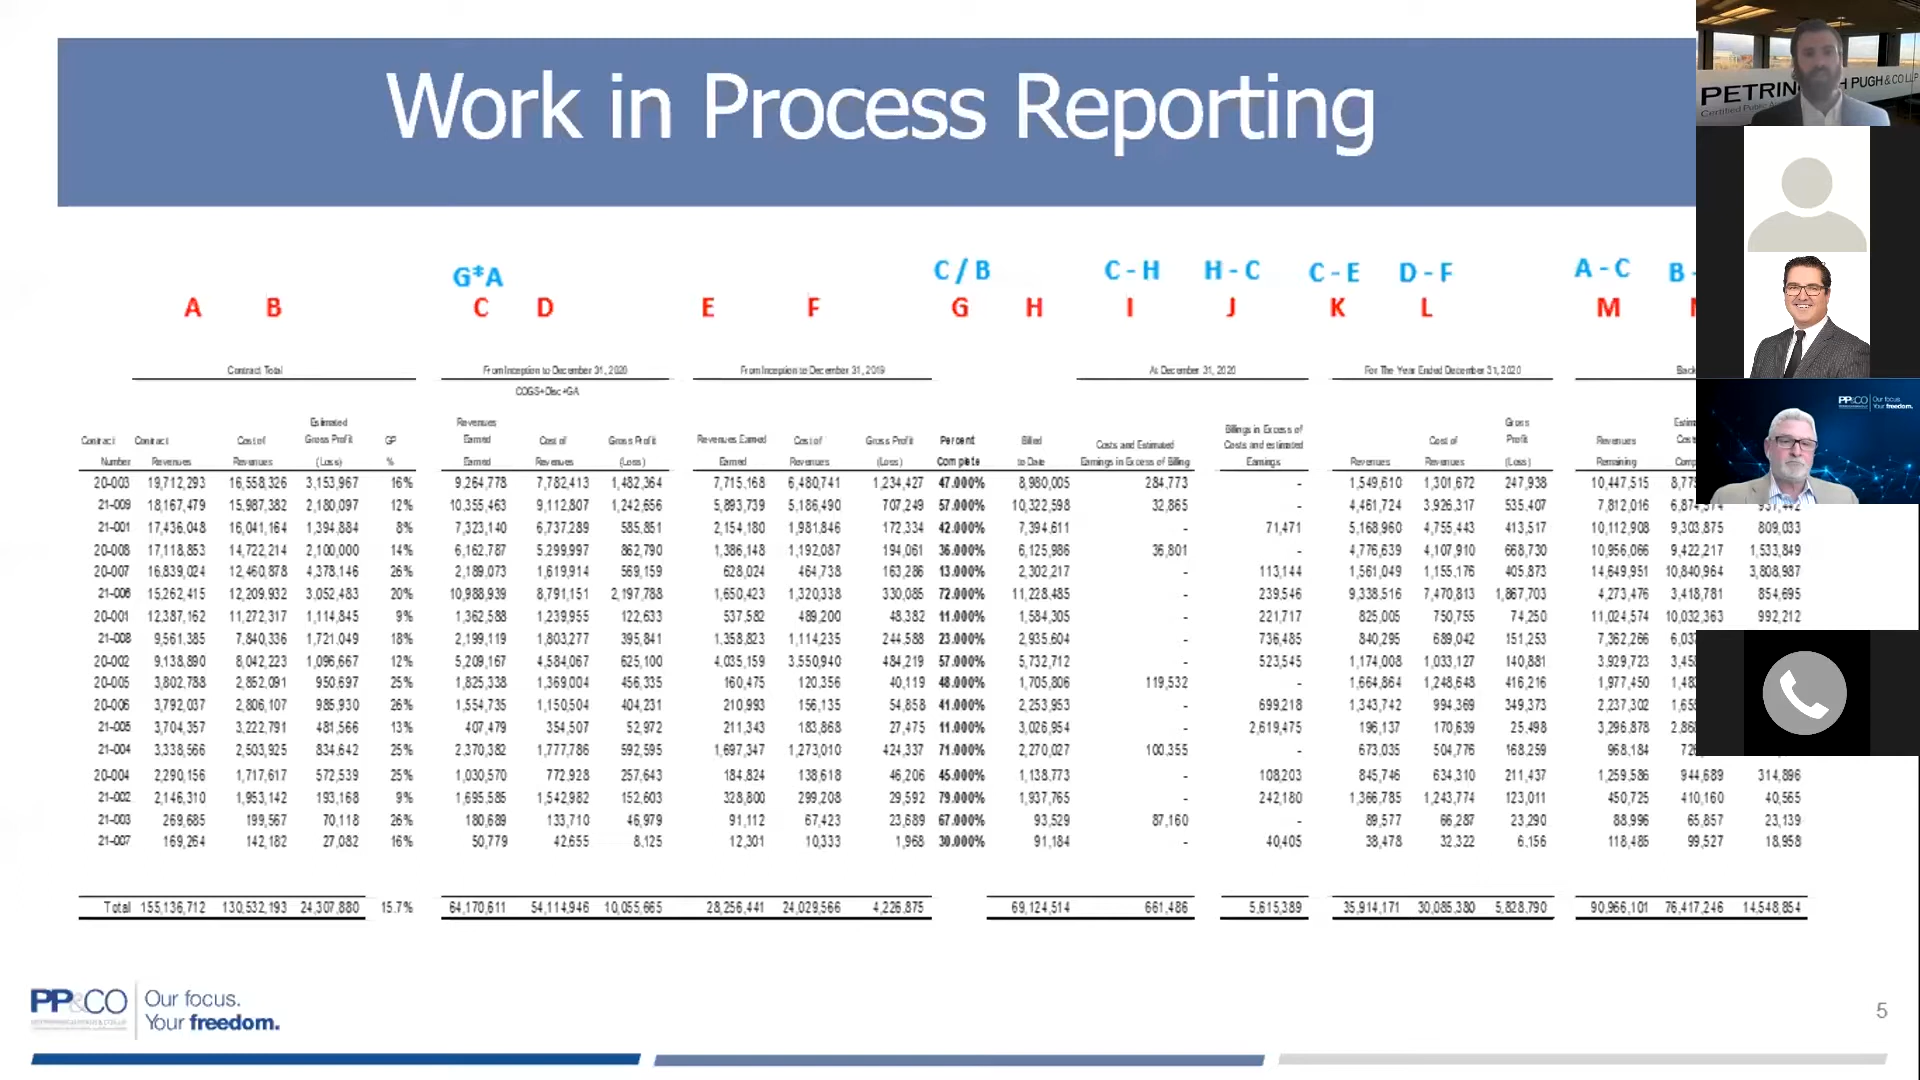 Work in Process Reporting
PETRIN H PUGH & CO LLP
PP&CO Our focus.
Your freedom.
G*A C / B C - H H - C C - E D - F A - C B -
A B C D E F G H I J K L M
Contract Total From Inception to December 31, 2020 From Inception to December 31, 2019 At December 31, 2020 For The Year Ended December 31, 2020 Back
COGS+Disc+GA
Estimated Revenues Billings in Excess of Gross
Contract Contract Cost of Gross Profit GP Earned Cost of Gross Profit Revenues Earned Cost of Gross Profit Percent Billed Costs and Estimated Costs and estimated Cost of Profit Revenues
Number Revenues Revenues (Loss) % Earned Revenues (Loss) Earned Revenues (Loss) Complete to Date Earnings in Excess of Billing Earnings Revenues Revenues (Loss) Remaining
20-003 19,712,293 16,558,326 3,153,967 16% 9,264,778 7,782,413 1,482,364 7,715,168 6,480,741 1,234,427 47.000% 8,980,005 284,773 - 1,549,610 1,301,672 247,938 10,447,515
21-009 18,167,479 15,987,382 2,180,097 12% 10,355,463 9,112,807 1,242,656 5,893,739 5,186,490 707,249 57.000% 10,322,598 32,865 - 4,461,724 3,926,317 535,407 7,812,016
21-001 17,436,048 16,041,164 1,394,884 8% 7,323,140 6,737,289 585,851 2,154,180 1,981,846 172,334 42.000% 7,394,611 - 71,471 5,168,960 4,755,443 413,517 10,112,908 9,303,875 809,033
20-008 17,118,853 14,722,214 2,100,000 14% 6,162,787 5,299,997 862,790 1,386,148 1,192,087 194,061 36.000% 6,125,986 36,801 - 4,776,639 4,107,910 668,730 10,956,066 9,422,217 1,533,849
20-007 16,839,024 12,460,878 4,378,146 26% 2,189,073 1,619,914 569,159 628,024 464,738 163,286 13.000% 2,302,217 - 113,144 1,561,049 1,155,176 405,873 14,649,951 10,840,964 3,808,987
21-006 15,262,415 12,209,932 3,052,483 20% 10,988,939 8,791,151 2,197,788 1,650,423 1,320,338 330,085 72.000% 11,228,485 - 239,546 9,338,516 7,470,813 1,867,703 4,273,476 3,418,781 854,695
20-001 12,387,162 11,272,317 1,114,845 9% 1,362,588 1,239,955 122,633 537,582 489,200 48,382 11.000% 1,584,305 - 221,717 825,005 750,755 74,250 11,024,574 10,032,363 992,212
21-008 9,561,385 7,840,336 1,721,049 18% 2,199,119 1,803,277 395,841 1,358,823 1,114,235 244,588 23.000% 2,935,604 - 736,485 840,295 689,042 151,253 7,362,266
20-002 9,138,890 8,042,223 1,096,667 12% 5,209,167 4,584,067 625,100 4,035,159 3,550,940 484,219 57.000% 5,732,712 - 523,545 1,174,008 1,033,127 140,881 3,929,723
20-005 3,802,788 2,852,091 950,697 25% 1,825,338 1,369,004 456,335 160,475 120,356 40,119 48.000% 1,705,806 119,532 - 1,664,864 1,248,648 416,216 1,977,450
20-006 3,792,037 2,806,107 985,930 26% 1,554,735 1,150,504 404,231 210,993 156,135 54,858 41.000% 2,253,953 - 699,218 1,343,742 994,369 349,373 2,237,302
21-005 3,704,357 3,222,791 481,566 13% 407,479 354,507 52,972 211,343 183,868 27,475 11.000% 3,026,954 - 2,619,475 196,137 170,639 25,498 3,296,878
21-004 3,338,566 2,503,925 834,642 25% 2,370,382 1,777,786 592,595 1,697,347 1,273,010 424,337 71.000% 2,270,027 100,355 - 673,035 504,776 168,259 968,184
20-004 2,290,156 1,717,617 572,539 25% 1,030,570 772,928 257,643 184,824 138,618 46,206 45.000% 1,138,773 - 108,203 845,746 634,310 211,437 1,259,586 944,689 314,896
21-002 2,146,310 1,953,142 193,168 9% 1,695,585 1,542,982 152,603 328,800 299,208 29,592 79.000% 1,937,765 - 242,180 1,366,785 1,243,774 123,011 450,725 410,160 40,565
21-003 269,685 199,567 70,118 26% 180,689 133,710 46,979 91,112 67,423 23,689 67.000% 93,529 87,160 - 89,577 66,287 23,290 88,996 65,857 23,139
21-007 169,264 142,182 27,082 16% 50,779 42,655 8,125 12,301 10,333 1,968 30.000% 91,184 - 40,405 38,478 32,322 6,156 118,485 99,527 18,958
Total 155,136,712 130,532,193 24,307,880 15.7% 64,170,611 54,114,946 10,055,665 28,256,441 24,029,566 4,226,875 69,124,514 661,486 5,615,389 35,914,171 30,085,380 5,828,790 90,966,101 76,417,246 14,548,854
PP&CO Our focus.
Your freedom.
5